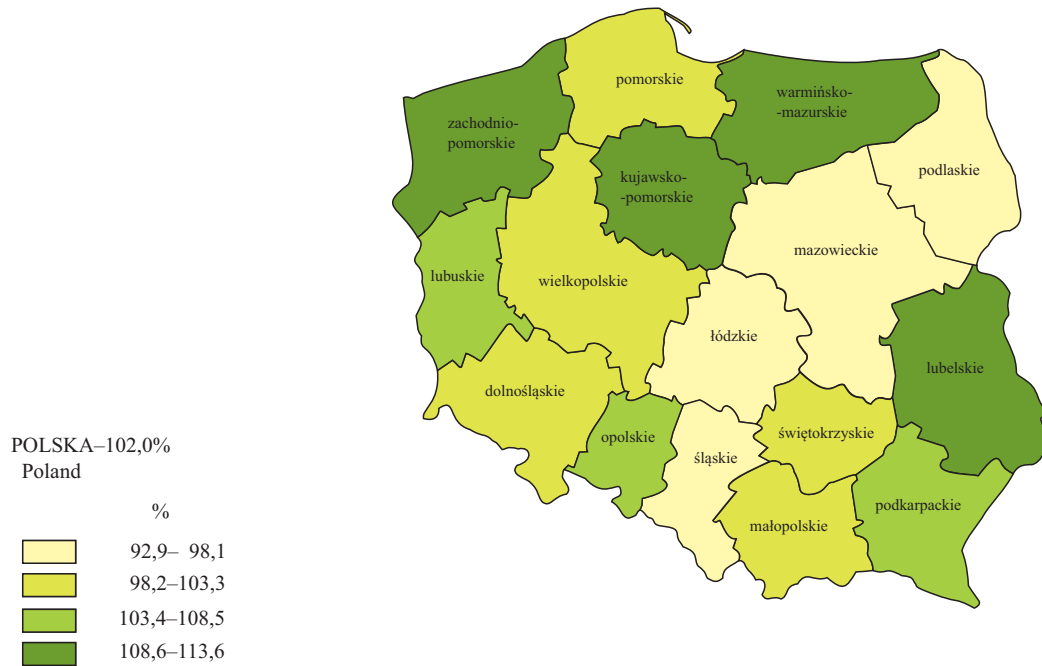 pomorskie
warmińsko-
-mazurskie
zachodnio-
pomorskie
podlaskie
kujawsko-
-pomorskie
mazowieckie
lubuskie
wielkopolskie
łódzkie
lubelskie
dolnośląskie
opolskie
świętokrzyskie
śląskie
podkarpackie
małopolskie
POLSKA–102,0%
Poland
%
92,9– 98,1
98,2–103,3
103,4–108,5
108,6–113,6